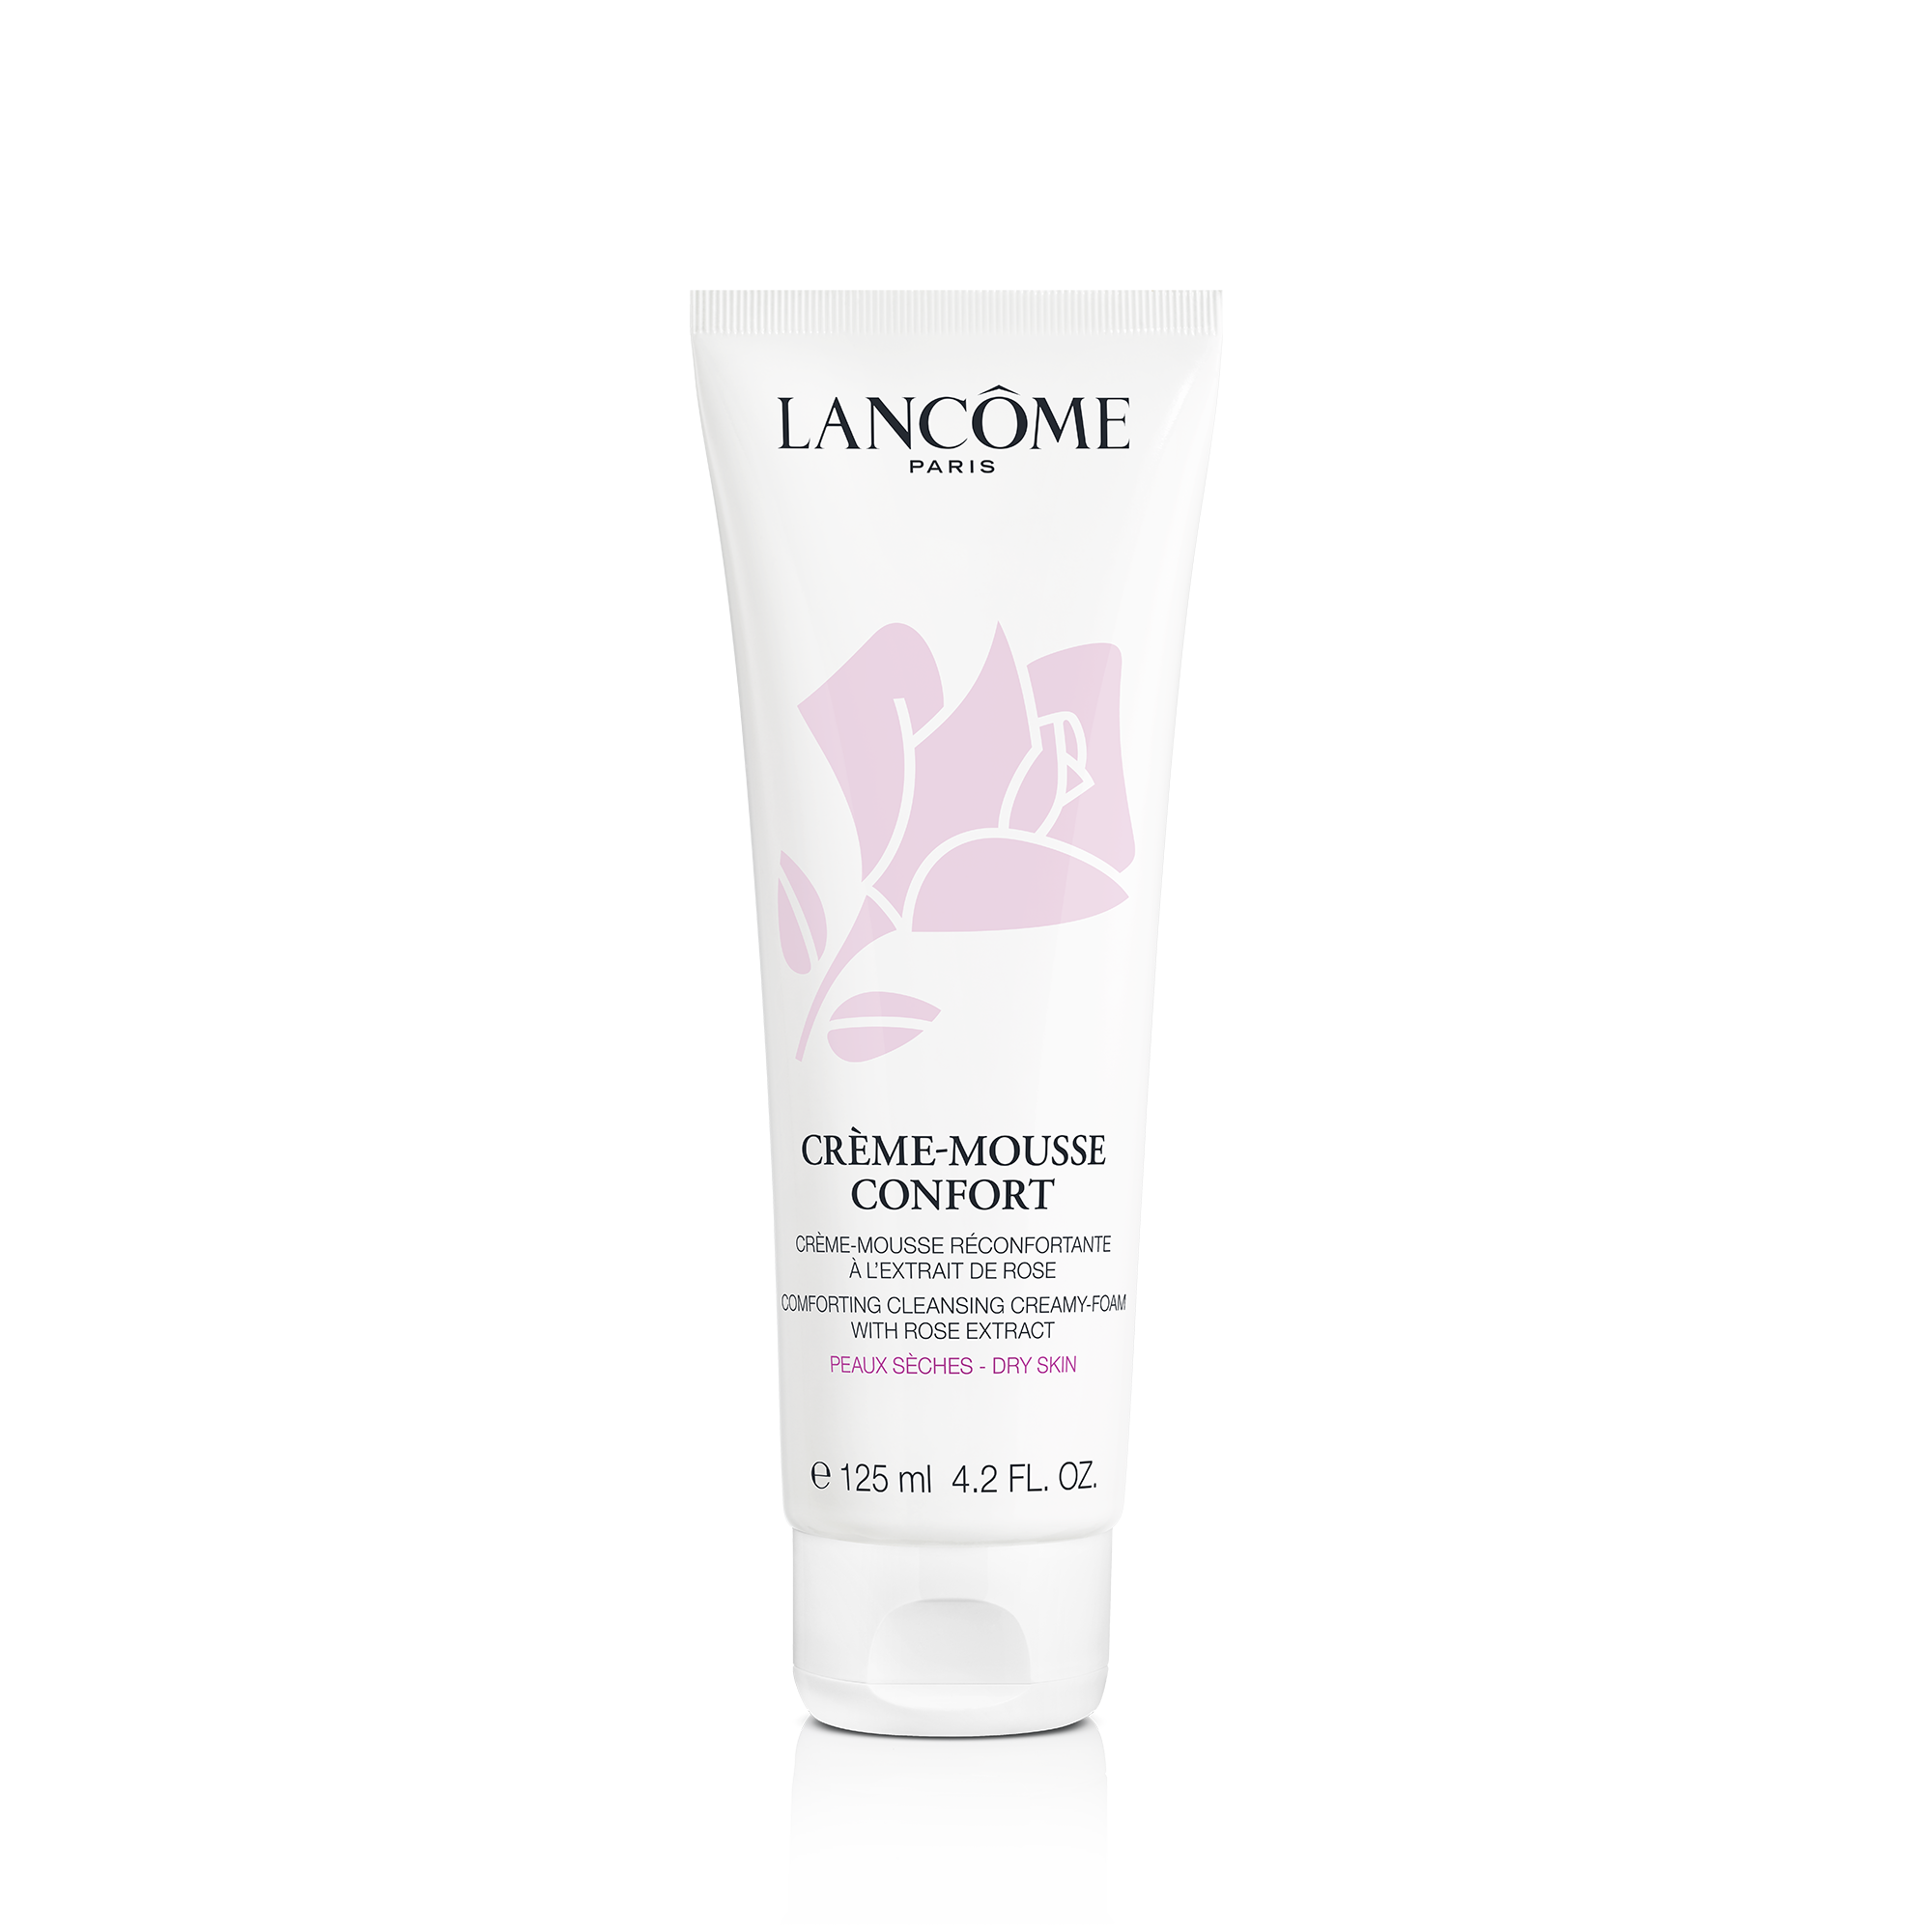 LANCÔME
PARIS
CRÈME-MOUSSE
CONFORT
CRÈME-MOUSSE RÉCONFORTANTE
À L'EXTRAIT DE ROSE
COMFORTING CLEANSING CREAMY-FOAM
WITH ROSE EXTRACT
PEAUX SÈCHES - DRY SKIN
℮ 125 ml 4.2 FL. OZ.